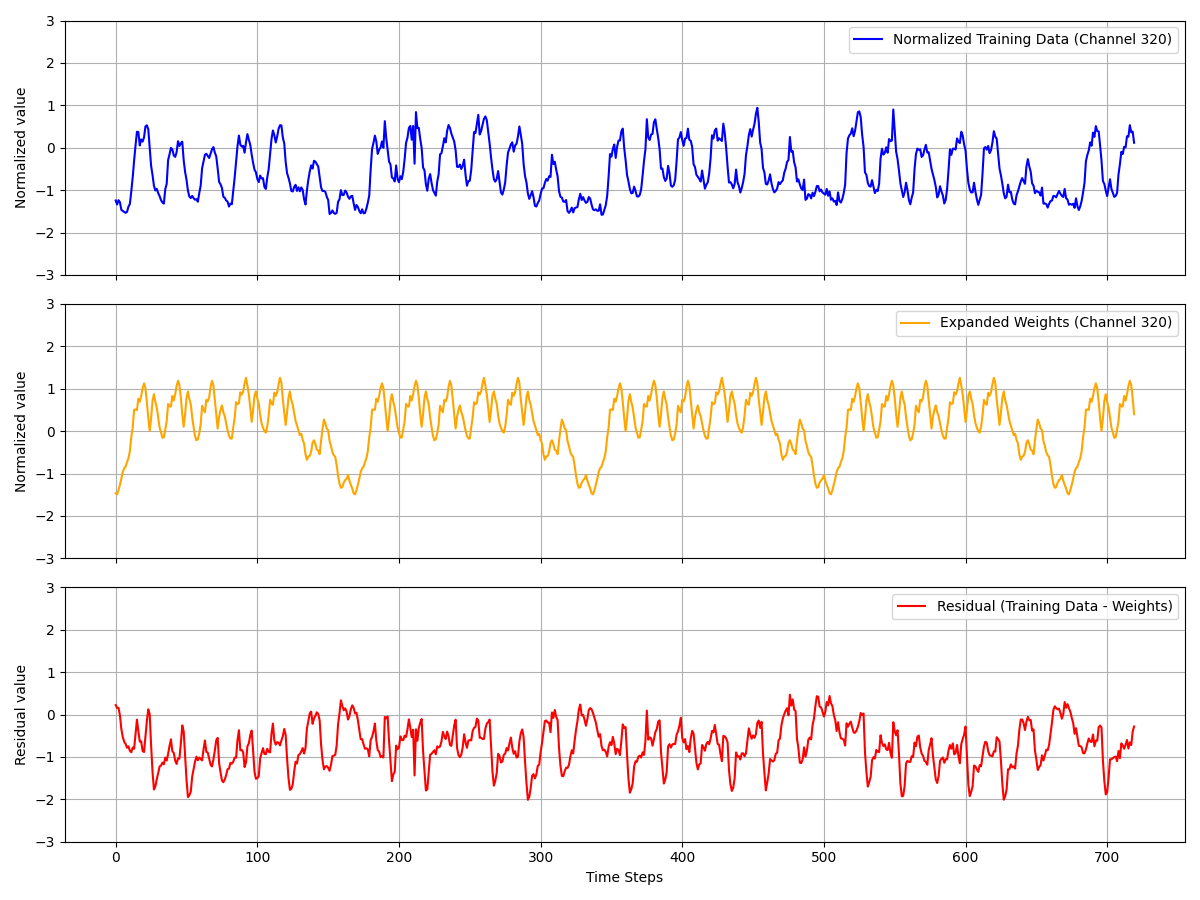 Normalized Training Data (Channel 320)
Normalized value
3
2
1
0
−1
−2
−3
Expanded Weights (Channel 320)
Normalized value
3
2
1
0
−1
−2
−3
Residual (Training Data - Weights)
Residual value
3
2
1
0
−1
−2
−3
0 100 200 300 400 500 600 700
Time Steps